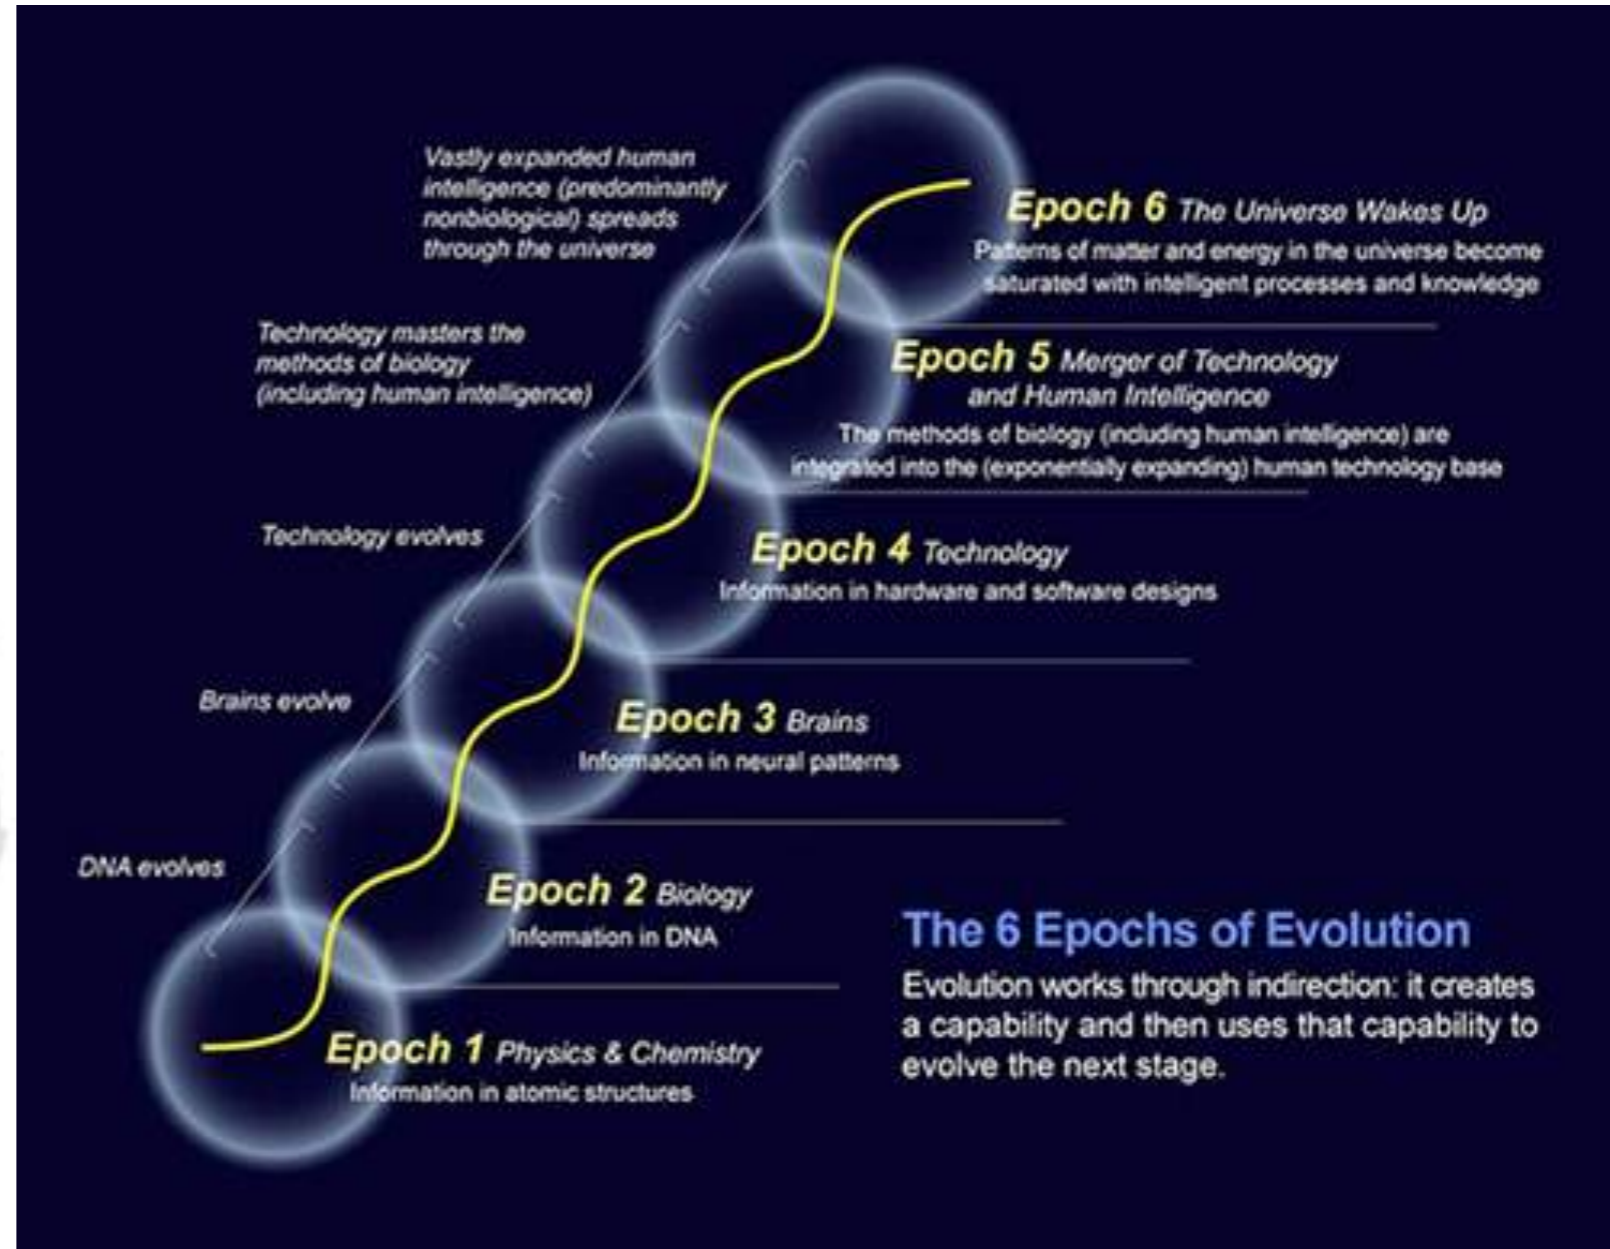 Vastly expanded human
intelligence (predominantly
nonbiological) spreads
through the universe
Epoch 6 The Universe Wakes Up
Patterns of matter and energy in the universe become
saturated with intelligent processes and knowledge
Technology masters the
methods of biology
(including human intelligence)
Epoch 5 Merger of Technology
and Human Intelligence
The methods of biology (including human intelligence) are
integrated into the (exponentially expanding) human technology base
Technology evolves
Epoch 4 Technology
Information in hardware and software designs
Brains evolve
Epoch 3 Brains
Information in neural patterns
DNA evolves
Epoch 2 Biology
Information in DNA
Epoch 1 Physics & Chemistry
Information in atomic structures
The 6 Epochs of Evolution
Evolution works through indirection: it creates
a capability and then uses that capability to
evolve the next stage.